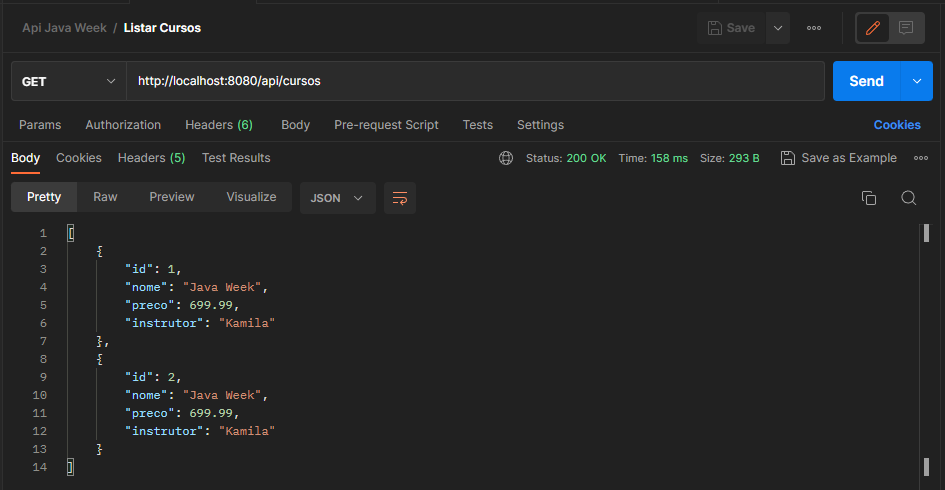 Api Java Week / Listar Cursos Save
GET http://localhost:8080/api/cursos Send
Params Authorization Headers (6) Body Pre-request Script Tests Settings Cookies
Body Cookies Headers (5) Test Results Status: 200 OK Time: 158 ms Size: 293 B Save as Example
Pretty Raw Preview Visualize JSON
1 [
2 {
3 "id": 1,
4 "nome": "Java Week",
5 "preco": 699.99,
6 "instrutor": "Kamila"
7 },
8 {
9 "id": 2,
10 "nome": "Java Week",
11 "preco": 699.99,
12 "instrutor": "Kamila"
13 }
14 ]